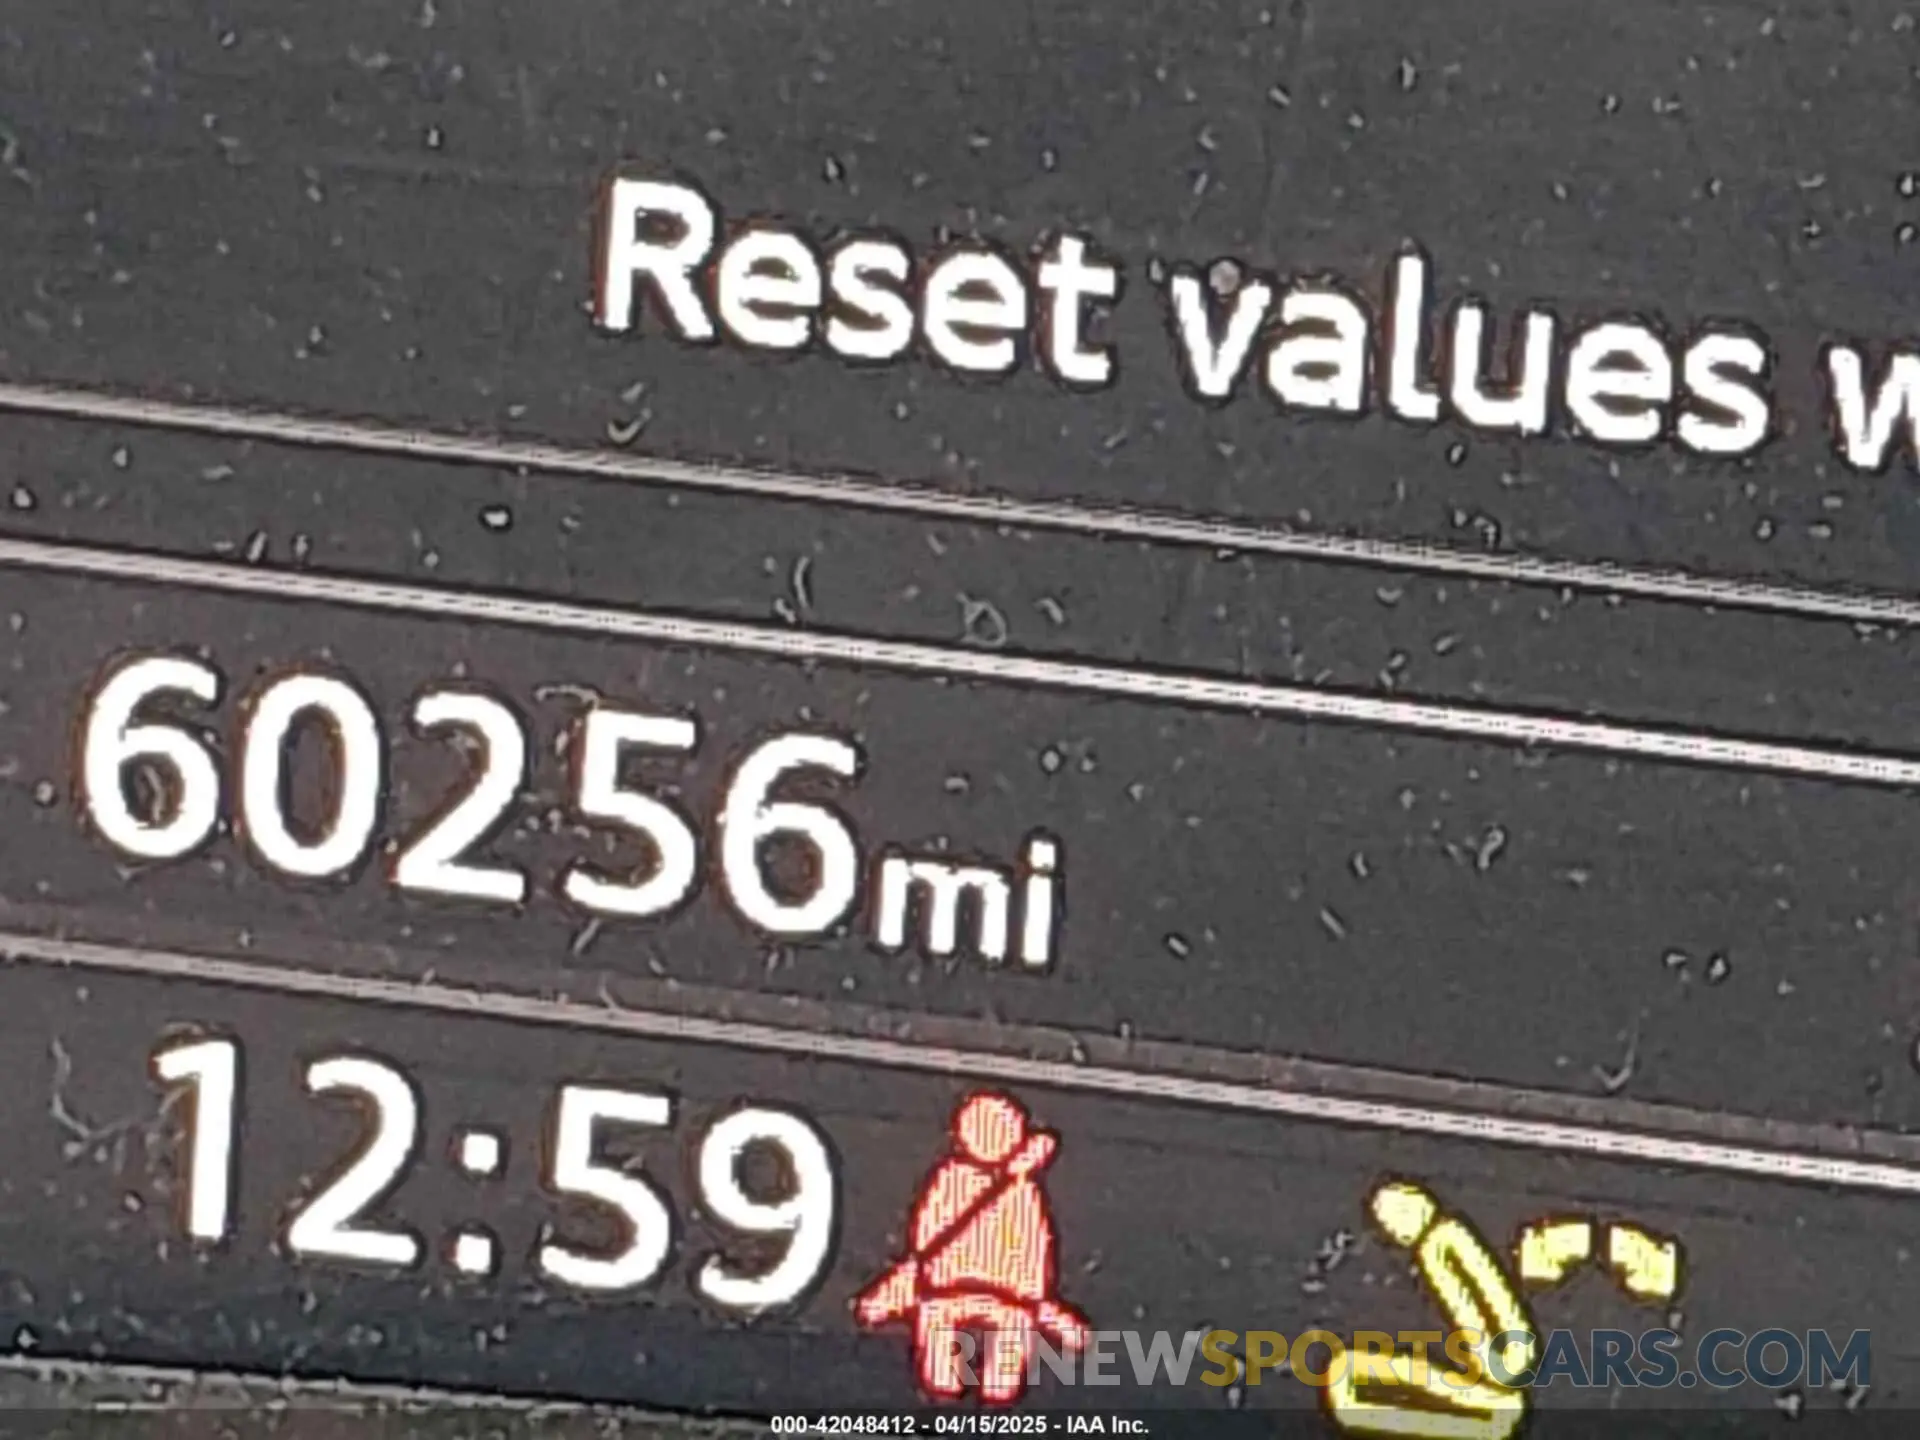 Reset values w
60256mi
12:59
RENEWSPORTSCARS.COM
000-42048412 - 04/15/2025 - IAA Inc.